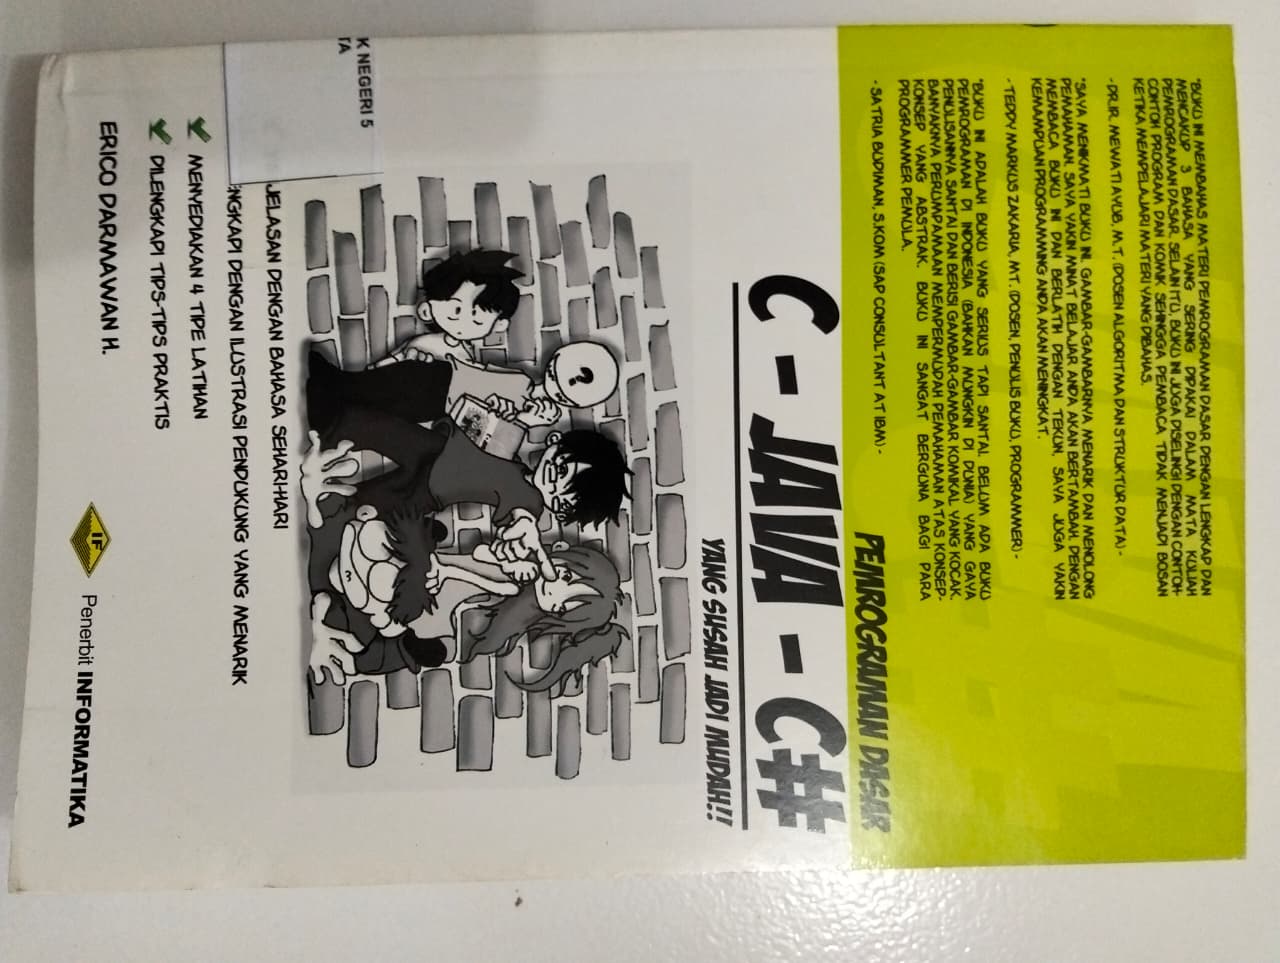 "BUKU INI MEMBAHAS MATERI PEMROGRAMAN DASAR DENGAN LENGKAP DAN
MENCAKUP 3 BAHASA YANG SERING DIPAKAI DALAM MATA KULIAH
PEMROGRAMAN DASAR. SELAIN ITU, BUKU INI JUGA DISELINGI DENGAN CONTOH-
CONTOH PROGRAM DAN KOMIK SEHINGGA PEMBACA TIDAK MENJADI BOSAN
KETIKA MEMPELAJARI MATERI YANG DIBAHAS.
- DR.IR. MEWATI AYUB, M.T. (DOSEN ALGORITMA DAN STRUKTUR DATA) -
"SAYA MENIKMATI BUKU INI. GAMBAR-GAMBARNYA MENARIK DAN MENOLONG
PEMAHAMAN. SAYA YAKIN MINAT BELAJAR ANDA AKAN BERTAMBAH. DENGAN
MEMBACA BUKU INI DAN BERLATIH DENGAN TEKUN, SAYA JUGA YAKIN
KEMAMPUAN PROGRAMMING ANDA AKAN MENINGKAT.
- TEDDY MARKUS ZAKARIA, MT. (DOSEN, PENULIS BUKU, PROGRAMMER) -
"BUKU INI ADALAH BUKU YANG SERIUS TAPI SANTAI. BELUM ADA BUKU
PEMROGRAMAN DI INDONESIA (BAHKAN MUNGKIN DI DUNIA) YANG GAYA
PENULISANNYA SANTAI DAN BERISI GAMBAR-GAMBAR KOMIKAL YANG KOCAK.
BANYAKNYA PERUMPAMAAN MEMPERMUDAH PEMAHAMAN ATAS KONSEP-
KONSEP YANG ABSTRAK. BUKU INI SANGAT BERGUNA BAGI PARA
PROGRAMMER PEMULA.
- SATRIA BUDIMAN, S.KOM (SAP CONSULTANT AT IBM) -
PEMROGRAMAN DASAR
C - JAVA - C#
YANG SUSAH JADI MUDAH!!
?
K NEGERI 5
TA
JELASAN DENGAN BAHASA SEHARI-HARI
ENGKAPI DENGAN ILUSTRASI PENDUKUNG YANG MENARIK
MENYEDIAKAN 4 TIPE LATIHAN
DILENGKAPI TIPS-TIPS PRAKTIS
ERICO DARMAWAN H.
IF
Penerbit INFORMATIKA